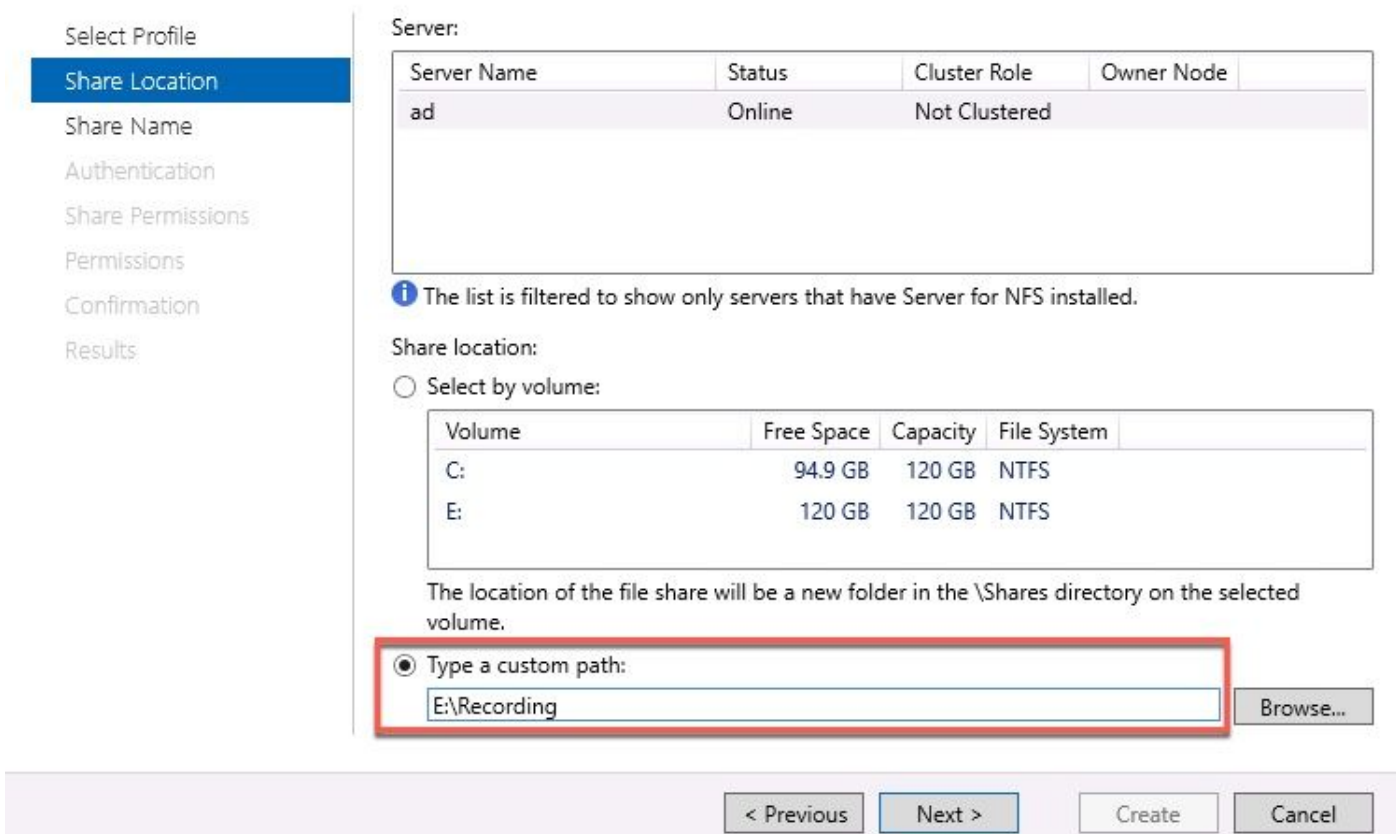 Select Profile
Share Location
Share Name
Authentication
Share Permissions
Permissions
Confirmation
Results
Server:
Server Name Status Cluster Role Owner Node
ad Online Not Clustered
The list is filtered to show only servers that have Server for NFS installed.
Share location:
Select by volume:
Volume Free Space Capacity File System
C: 94.9 GB 120 GB NTFS
E: 120 GB 120 GB NTFS
The location of the file share will be a new folder in the \Shares directory on the selected
volume.
Type a custom path:
E:\Recording Browse...
< Previous Next > Create Cancel